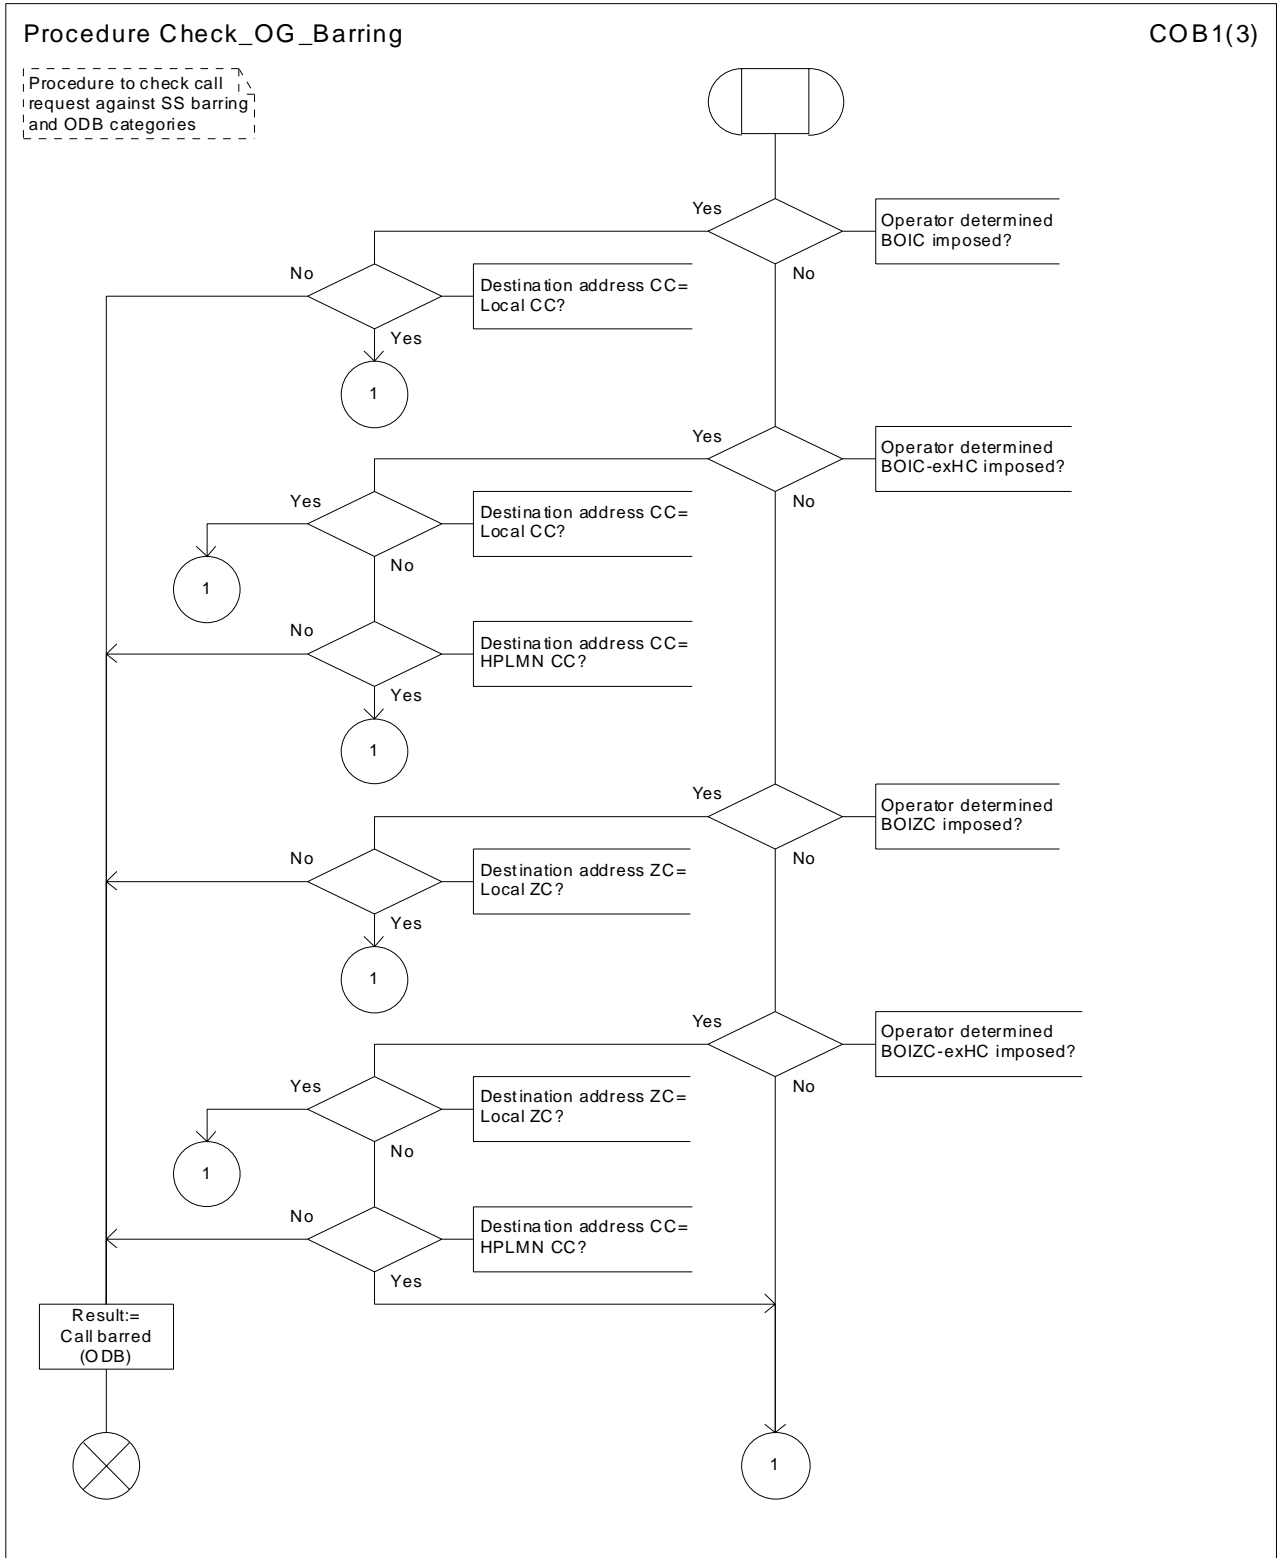 Procedure Check_OG_Barring
COB1(3)
Procedure to check call
request against SS barring
and ODB categories
Yes
Operator determined
BOIC imposed?
No
No
Destination address CC=
Local CC?
Yes
1
Yes
Operator determined
BOIC-exHC imposed?
No
Yes
Destination address CC=
Local CC?
No
1
No
Destination address CC=
HPLMN CC?
Yes
1
Yes
Operator determined
BOIZC imposed?
No
No
Destination address ZC=
Local ZC?
Yes
1
Yes
Operator determined
BOIZC-exHC imposed?
No
Yes
Destination address ZC=
Local ZC?
No
1
No
Destination address CC=
HPLMN CC?
Yes
Result:=
Call barred
(ODB)
1